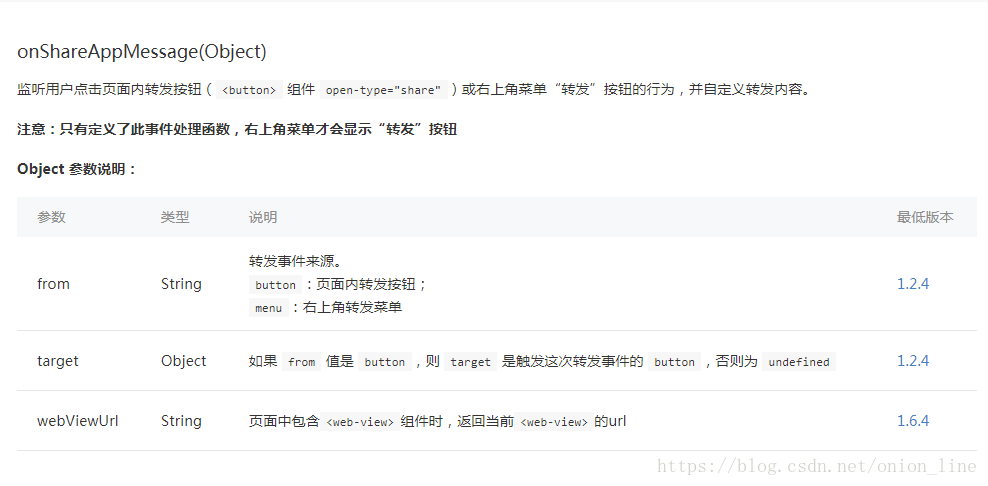 onShareAppMessage(Object)
监听用户点击页面内转发按钮（ <button> 组件 open-type="share" ）或右上角菜单“转发”按钮的行为，并自定义转发内容。
注意：只有定义了此事件处理函数，右上角菜单才会显示“转发”按钮
Object 参数说明：
参数 类型 说明 最低版本
转发事件来源。
from String button ：页面内转发按钮； 1.2.4
menu ：右上角转发菜单
target Object 如果 from 值是 button ，则 target 是触发这次转发事件的 button ，否则为 undefined 1.2.4
webViewUrl String 页面中包含 <web-view> 组件时，返回当前 <web-view> 的url 1.6.4
https://blog.csdn.net/onion_line